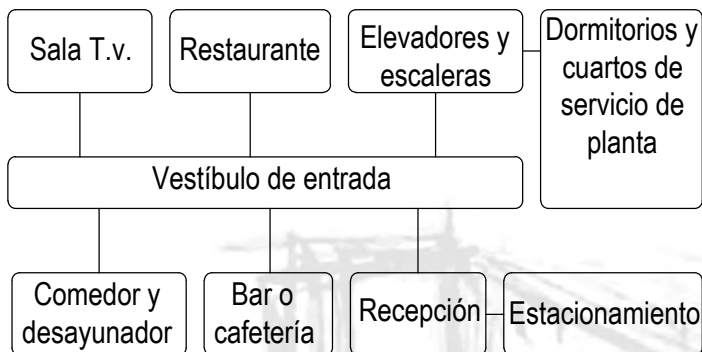 Sala T.v.
Restaurante
Elevadores y
escaleras
Dormitorios y
cuartos de
servicio de
planta
Vestíbulo de entrada
Comedor y
desayunador
Bar o
cafetería
Recepción
Estacionamiento